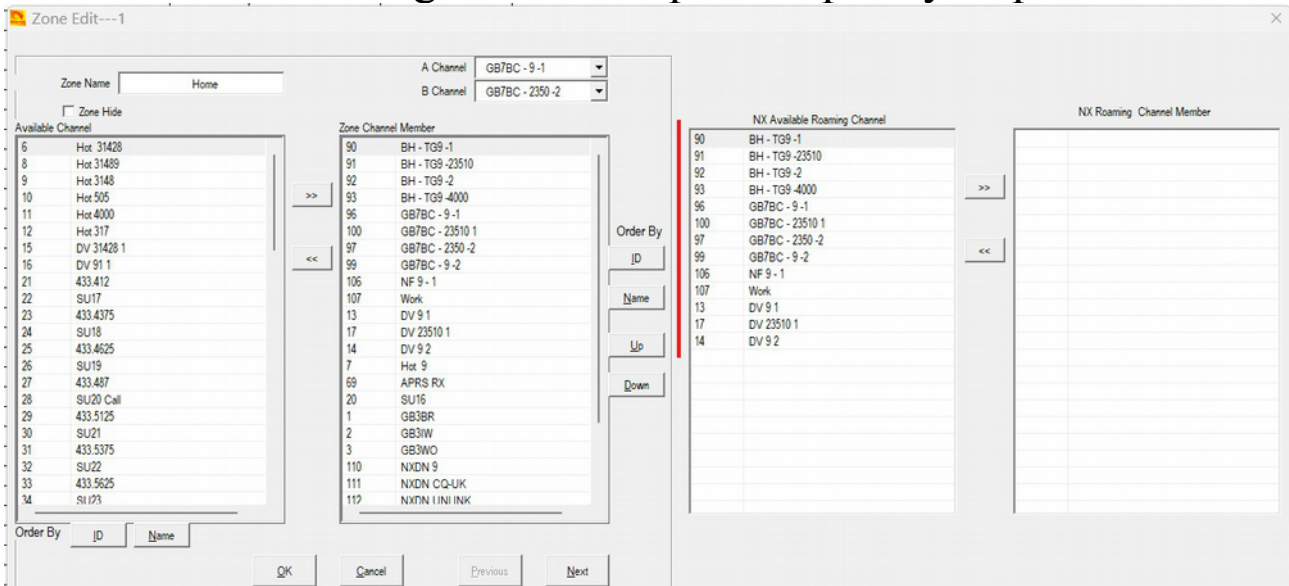 Zone Edit---1
A Channel GB7BC - 9 -1
Zone Name Home
B Channel GB7BC - 2350 -2
Zone Hide
Available Channel
6 Hot 31428
8 Hot 31489
9 Hot 3148
10 Hot 505
11 Hot 4000
12 Hot 317
15 DV 31428 1
16 DV 91 1
21 433.412
22 SU17
23 433.4375
24 SU18
25 433.4625
26 SU19
27 433.487
28 SU20 Call
29 433.5125
30 SU21
31 433.5375
32 SU22
33 433.5625
34 SU23
Order By ID Name
>>
<<
Zone Channel Member
90 BH - TG9 -1
91 BH - TG9 -23510
92 BH - TG9 -2
93 BH - TG9 -4000
96 GB7BC - 9 -1
100 GB7BC - 23510 1
97 GB7BC - 2350 -2
99 GB7BC - 9 -2
106 NF 9 - 1
107 Work
13 DV 9 1
17 DV 23510 1
14 DV 9 2
7 Hot 9
69 APRS RX
20 SU16
1 GB3BR
2 GB3IW
3 GB3WO
110 NXDN 9
111 NXDN CQ-UK
112 NXDN UNLINK
Order By
ID
Name
Up
Down
NX Available Roaming Channel
90 BH - TG9 -1
91 BH - TG9 -23510
92 BH - TG9 -2
93 BH - TG9 -4000
96 GB7BC - 9 -1
100 GB7BC - 23510 1
97 GB7BC - 2350 -2
99 GB7BC - 9 -2
106 NF 9 - 1
107 Work
13 DV 9 1
17 DV 23510 1
14 DV 9 2
>>
<<
NX Roaming Channel Member
OK Cancel Previous Next